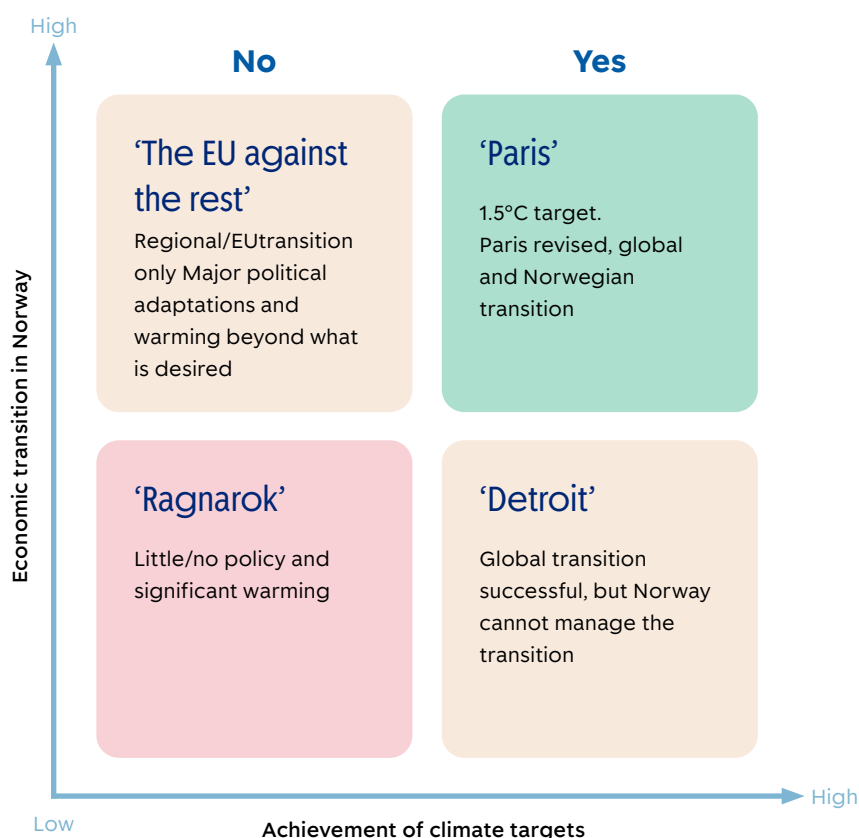 High
No
Yes
‘The EU against
the rest’
Regional/EUtransition
only Major political
adaptations and
warming beyond what
is desired
‘Paris’
1.5°C target.
Paris revised, global
and Norwegian
transition
Economic transition in Norway
‘Ragnarok’
Little/no policy and
significant warming
‘Detroit’
Global transition
successful, but Norway
cannot manage the
transition
High
Low
Achievement of climate targets